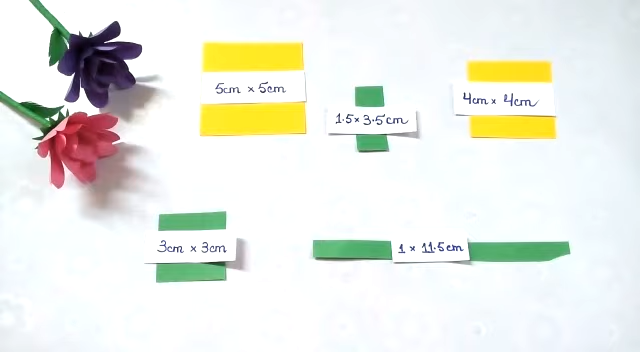 5cm × 5cm
1.5 × 3.5cm
4cm × 4cm
3cm × 3cm
1 × 11.5cm